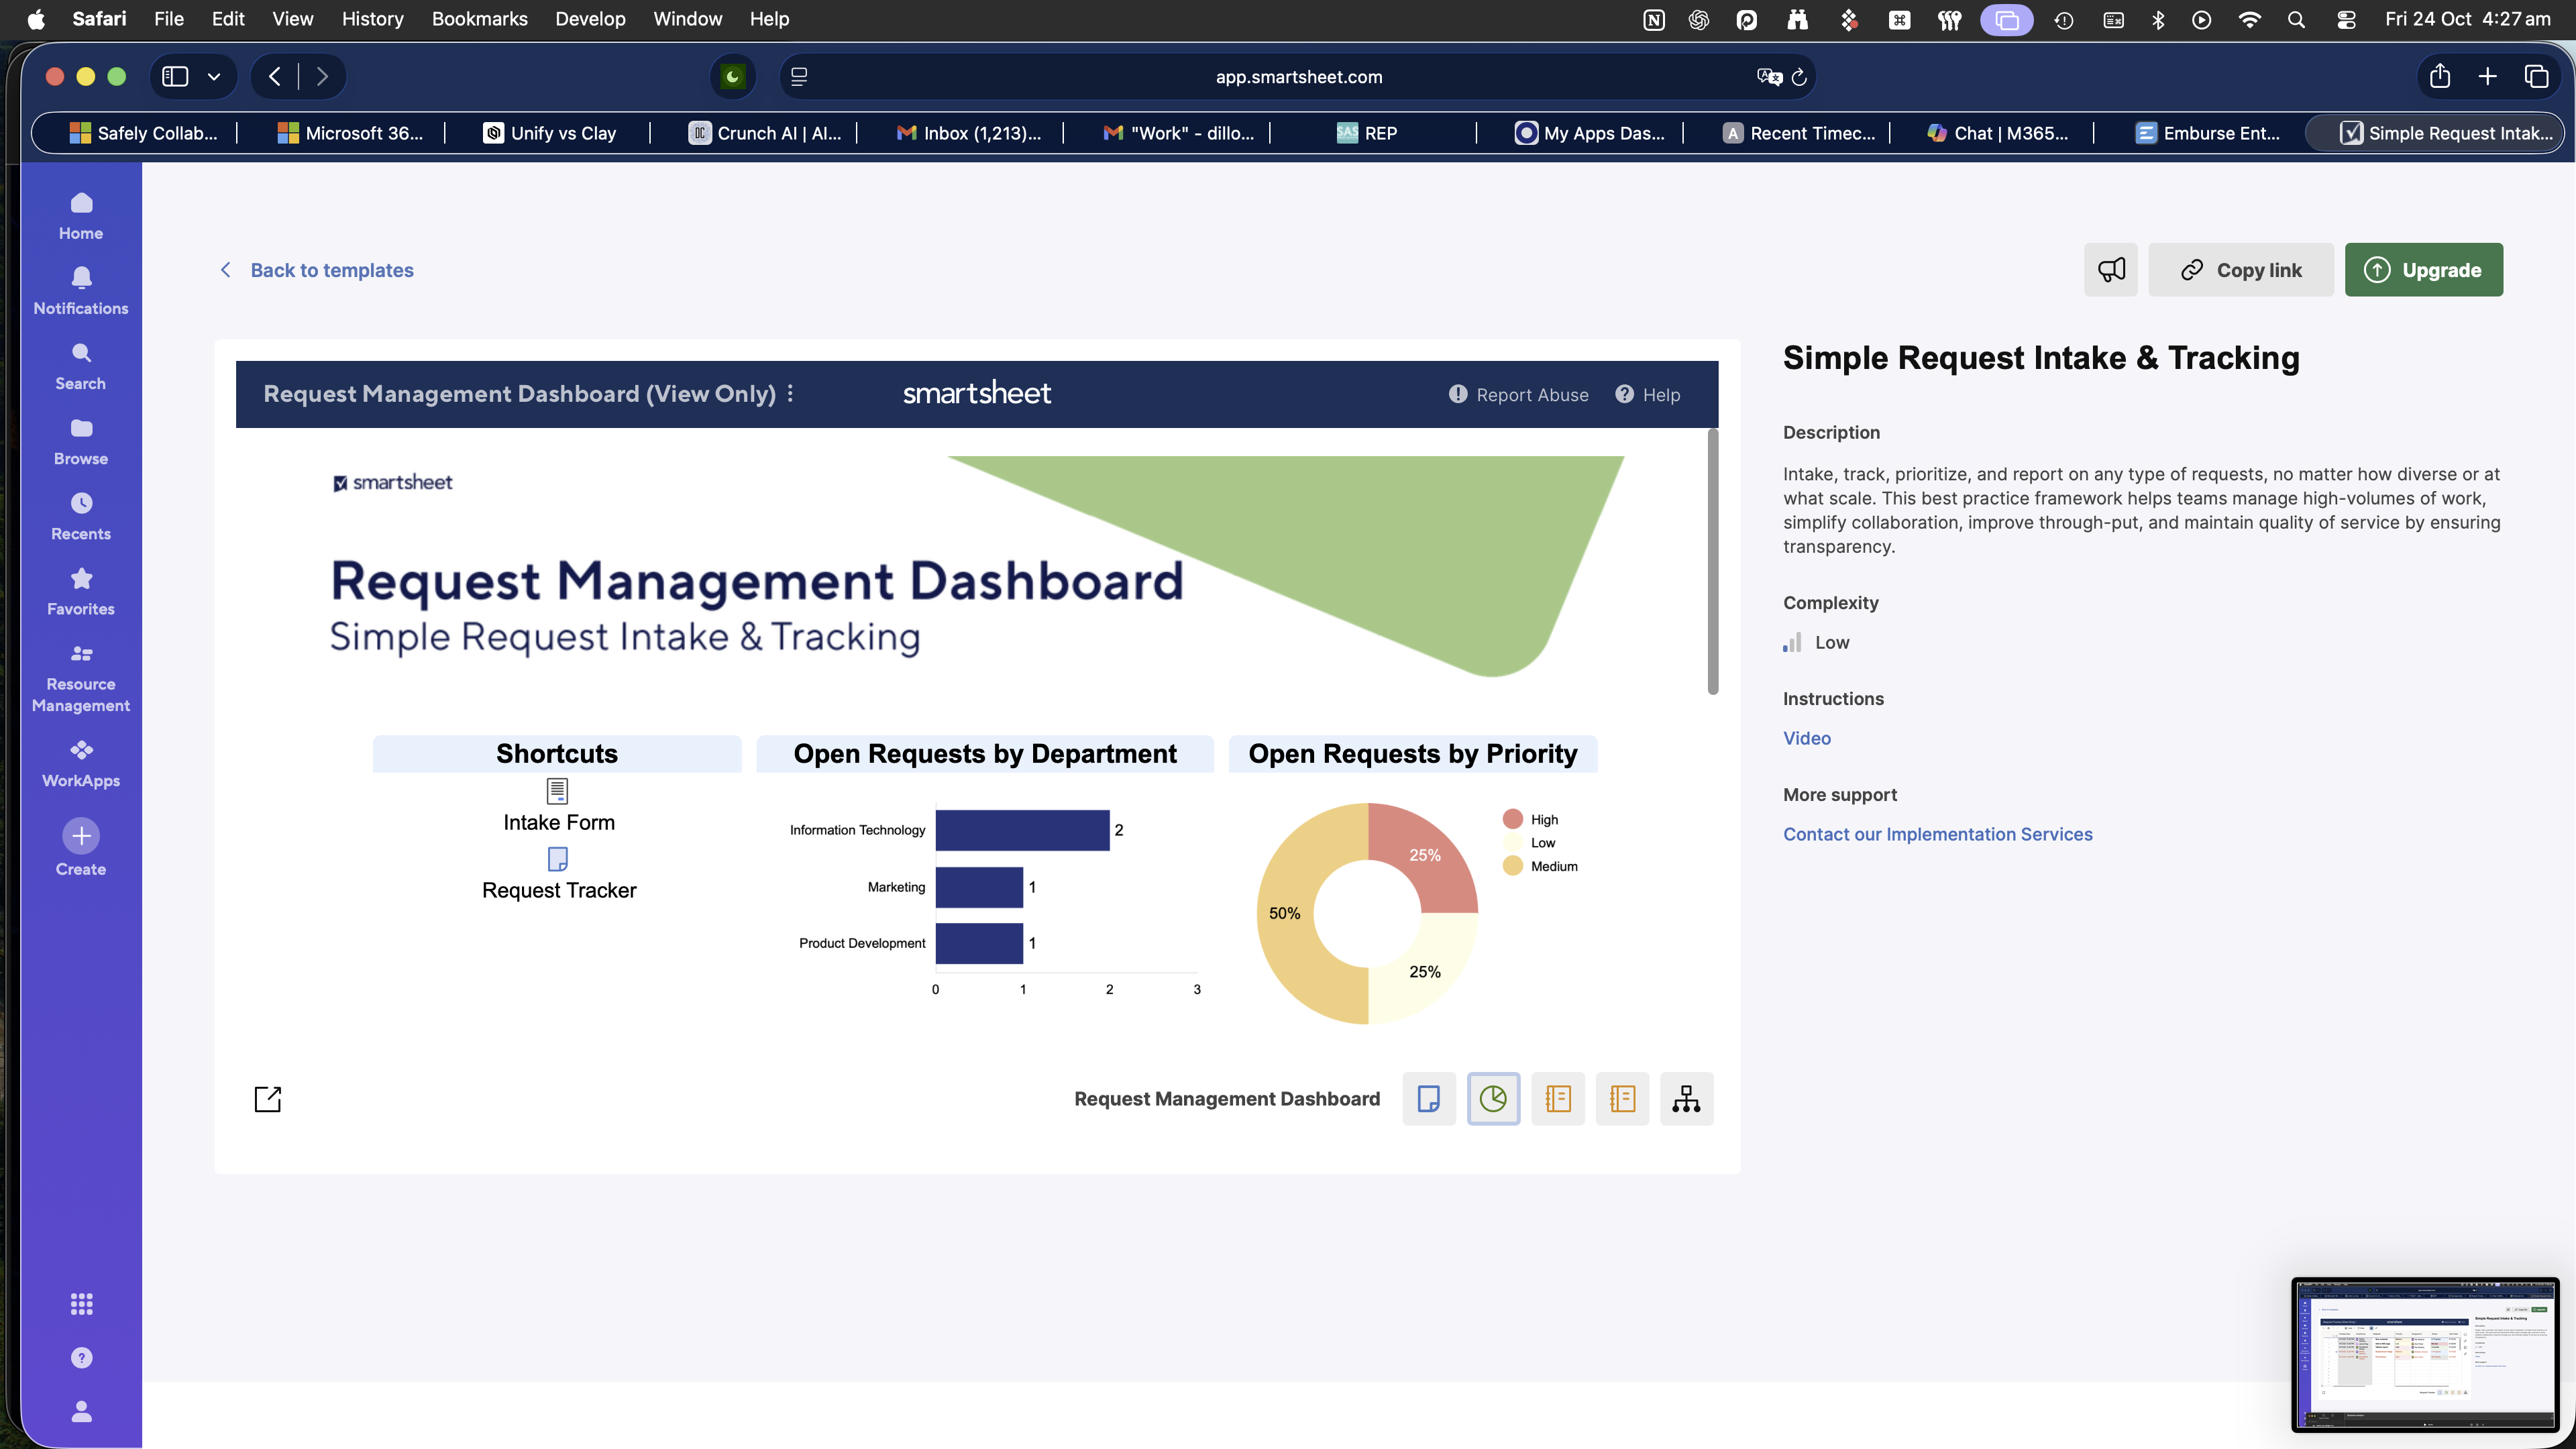 Safari File Edit View History Bookmarks Develop Window Help
Fri 24 Oct 4:27 am
app.smartsheet.com
Safely Collab...
Microsoft 36...
Unify vs Clay
Crunch AI | AI...
Inbox (1,213)...
"Work" - dillo...
SAS REP
My Apps Das...
A Recent Timec...
Chat | M365...
Emburse Ent...
Simple Request Intak...
Home
Notifications
Search
Browse
Recents
Favorites
Resource
Management
WorkApps
Create
Back to templates
Copy link
Upgrade
Request Management Dashboard (View Only)
smartsheet
Report Abuse
Help
smartsheet
Request Management Dashboard
Simple Request Intake & Tracking
Shortcuts
Intake Form
Request Tracker
Open Requests by Department
Information Technology 2
Marketing 1
Product Development 1
0 1 2 3
Open Requests by Priority
25%
50%
25%
High
Low
Medium
Request Management Dashboard
Simple Request Intake & Tracking
Description
Intake, track, prioritize, and report on any type of requests, no matter how diverse or at
what scale. This best practice framework helps teams manage high-volumes of work,
simplify collaboration, improve through-put, and maintain quality of service by ensuring
transparency.
Complexity
Low
Instructions
Video
More support
Contact our Implementation Services